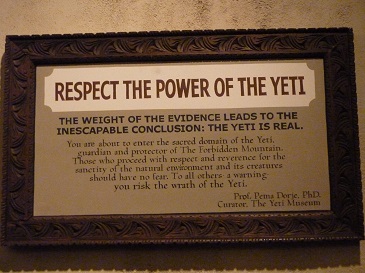 RESPECT THE POWER OF THE YETI
THE WEIGHT OF THE EVIDENCE LEADS TO THE
INESCAPABLE CONCLUSION: THE YETI IS REAL.
You are about to enter the sacred domain of the Yeti,
guardian and protector of The Forbidden Mountain.
Those who proceed with respect and reverence for the
sanctity of the natural environment and its creatures
should have no fear. To all others a warning:
you risk the wrath of the Yeti.
Prof. Pema Dorje, PhD.
Curator, The Yeti Museum